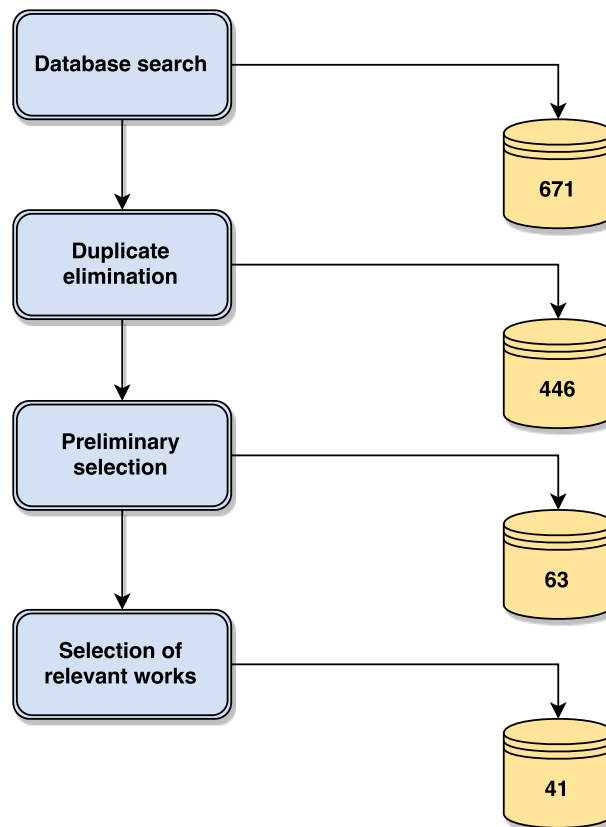 Database search
671
Duplicate
elimination
446
Preliminary
selection
63
Selection of
relevant works
41